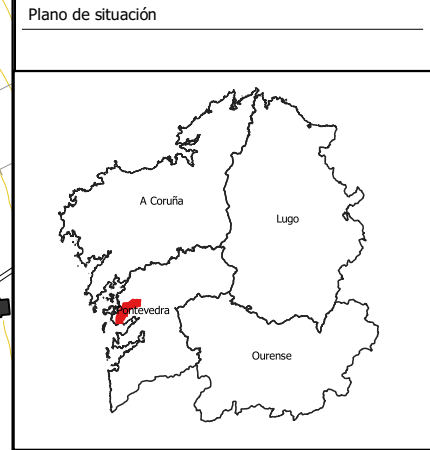 Plano de situación
A Coruña
Lugo
Pontevedra
Ourense